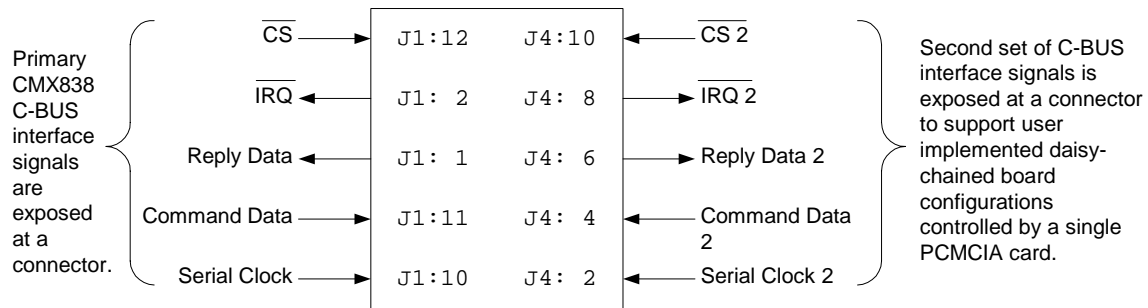 Primary
CMX838
C-BUS
interface
signals
are
exposed
at a
connector.
CS J1:12 J4:10 CS 2
IRQ J1: 2 J4: 8 IRQ 2
Reply Data J1: 1 J4: 6 Reply Data 2
Command Data J1:11 J4: 4 Command Data
2
Serial Clock J1:10 J4: 2 Serial Clock 2
Second set of C-BUS
interface signals is
exposed at a connector
to support user
implemented daisy-
chained board
configurations
controlled by a single
PCMCIA card.